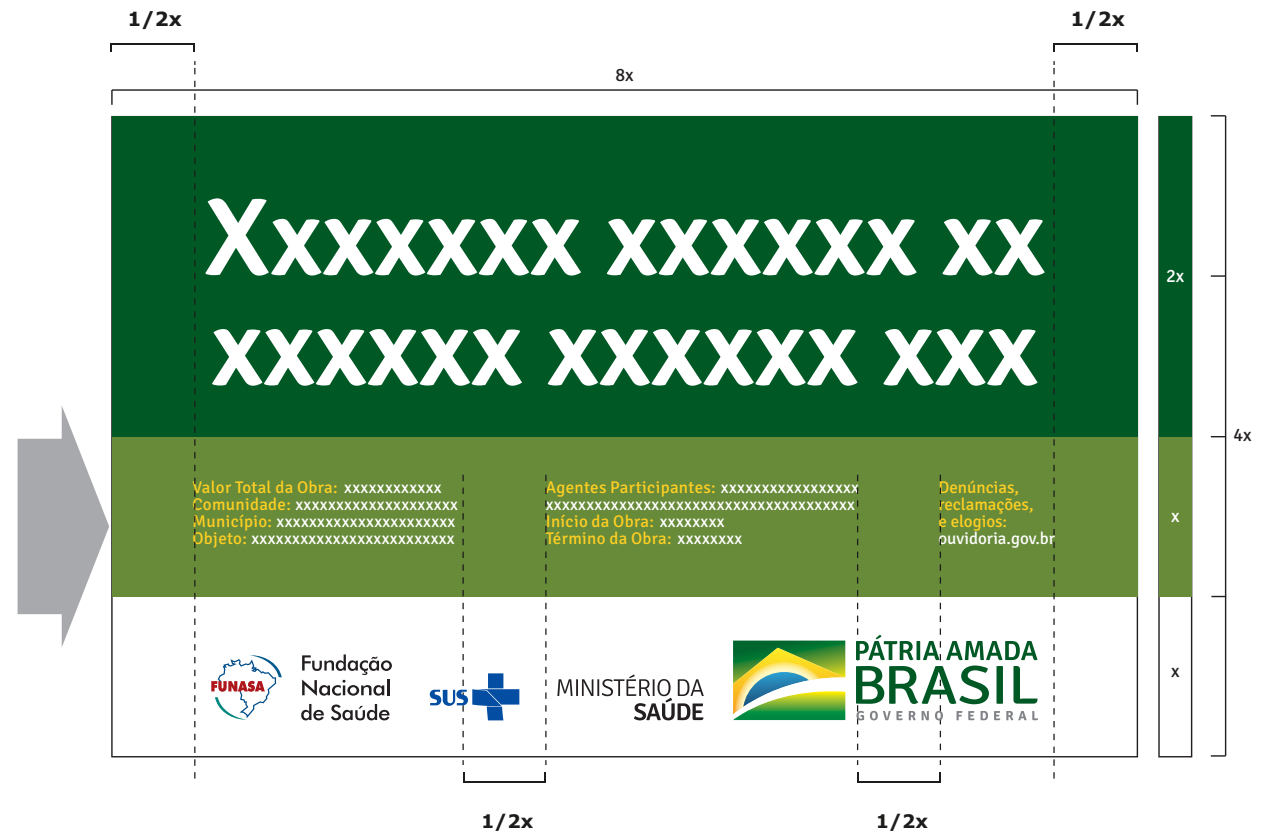 1/2x 1/2x
8x
Xxxxxxx xxxxxx xx
xxxxxx xxxxxx xxx
2x
4x
Valor Total da Obra: xxxxxxxxxxxx
Comunidade: xxxxxxxxxxxxxxxxxxxx
Município: xxxxxxxxxxxxxxxxxxxxxx
Objeto: xxxxxxxxxxxxxxxxxxxxxxxxx
Agentes Participantes: xxxxxxxxxxxxxxxxx
xxxxxxxxxxxxxxxxxxxxxxxxxxxxxxxxxxxxxx
Início da Obra: xxxxxxxx
Término da Obra: xxxxxxxx
Denúncias,
reclamações,
e elogios:
ouvidoria.gov.br
x
FUNASA
Fundação
Nacional
de Saúde
SUS
MINISTÉRIO DA
SAÚDE
PÁTRIA AMADA
BRASIL
GOVERNO FEDERAL
x
1/2x 1/2x